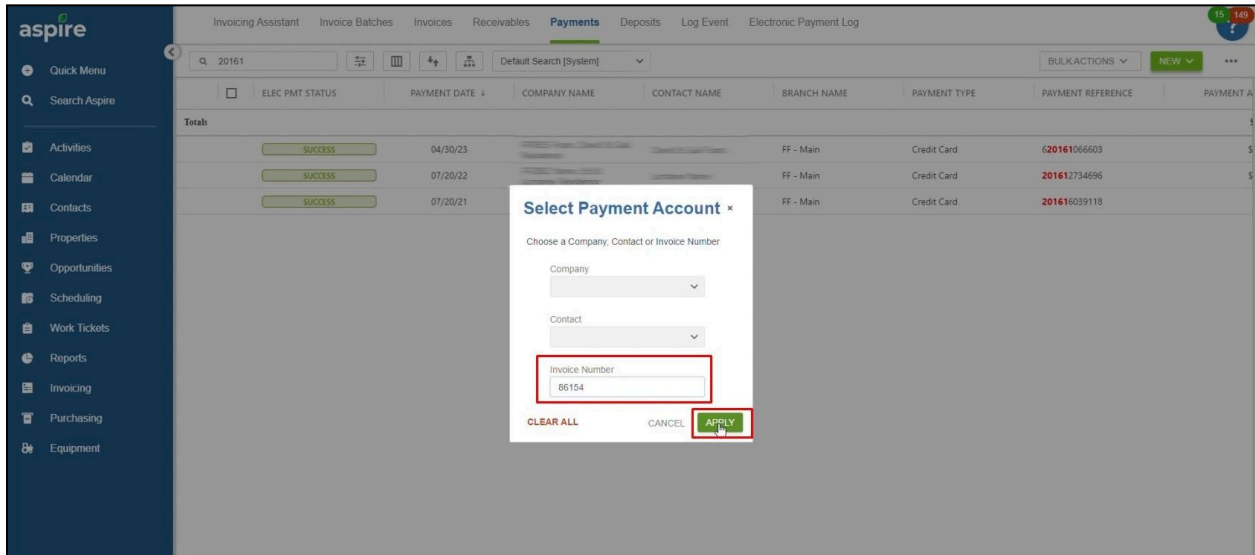 aspire
Invoicing Assistant Invoice Batches Invoices Receivables Payments Deposits Log Event Electronic Payment Log
15 149
?
Quick Menu
Search Aspire
Activities
Calendar
Contacts
Properties
Opportunities
Scheduling
Work Tickets
Reports
Invoicing
Purchasing
Equipment
20161 Default Search [System] BULK ACTIONS NEW ...
ELEC PMT STATUS PAYMENT DATE COMPANY NAME CONTACT NAME BRANCH NAME PAYMENT TYPE PAYMENT REFERENCE PAYMENT A
Totals $
SUCCESS 04/30/23 FF - Main Credit Card 620161066603 $
SUCCESS 07/20/22 FF - Main Credit Card 201612734696 $
SUCCESS 07/20/21 FF - Main Credit Card 201616039118
Select Payment Account ×
Choose a Company, Contact or Invoice Number
Company
Contact
Invoice Number
86154
CLEAR ALL CANCEL APPLY